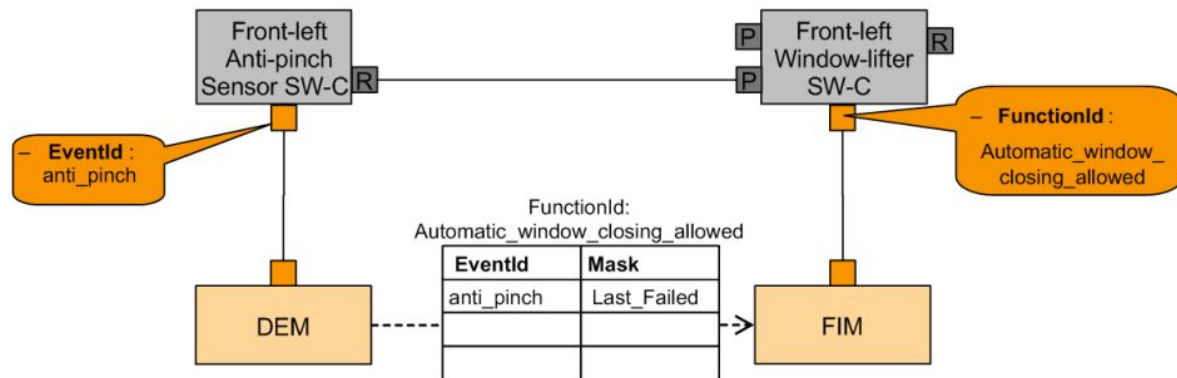 Front-left
Anti-pinch
Sensor SW-C
R
P
P
Front-left
Window-lifter
SW-C
R
– EventId :
anti_pinch
– FunctionId :
Automatic_window_
closing_allowed
FunctionId:
Automatic_window_closing_allowed
EventId Mask
anti_pinch Last_Failed
DEM
FIM